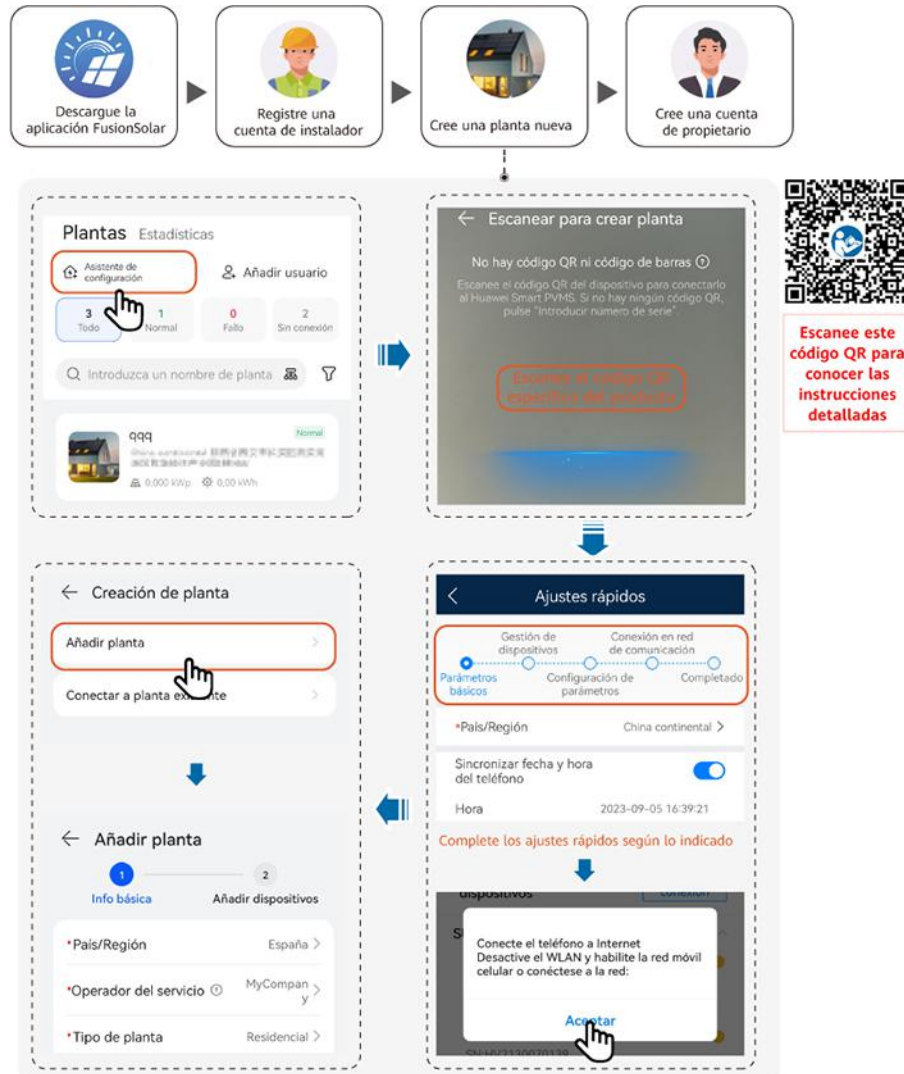 Descargue la
aplicación FusionSolar
Registre una
cuenta de instalador
Cree una planta nueva
Cree una cuenta
de propietario
Plantas Estadísticas
Asistente de
configuración
Añadir usuario
3
Todo
1
Normal
0
Fallo
2
Sin conexión
Introduzca un nombre de planta
qqq
Normal
0,000 kWp 0,00 kWh
Escanear para crear planta
No hay código QR ni código de barras
Escanee el código QR del dispositivo para conectarlo
al Huawei Smart PVMS. Si no hay ningún código QR,
pulse "Introducir número de serie"
Escanee el código QR
específico del producto
Escanee este
código QR para
conocer las
instrucciones
detalladas
Ajustes rápidos
Gestión de
dispositivos
Conexión en red
de comunicación
Parámetros
básicos
Configuración de
parámetros
Completado
*País/Región China continental >
Sincronizar fecha y hora
del teléfono
Hora 2023-09-05 16:39:21
Complete los ajustes rápidos según lo indicado
dispositivos
conexión
Conecte el teléfono a Internet
Desactive el WLAN y habilite la red móvil
celular o conéctese a la red:
Aceptar
SN:HV2130070139
Creación de planta
Añadir planta >
Conectar a planta existente >
Añadir planta
1
Info básica
2
Añadir dispositivos
*País/Región España >
*Operador del servicio MyCompan
y >
*Tipo de planta Residencial >